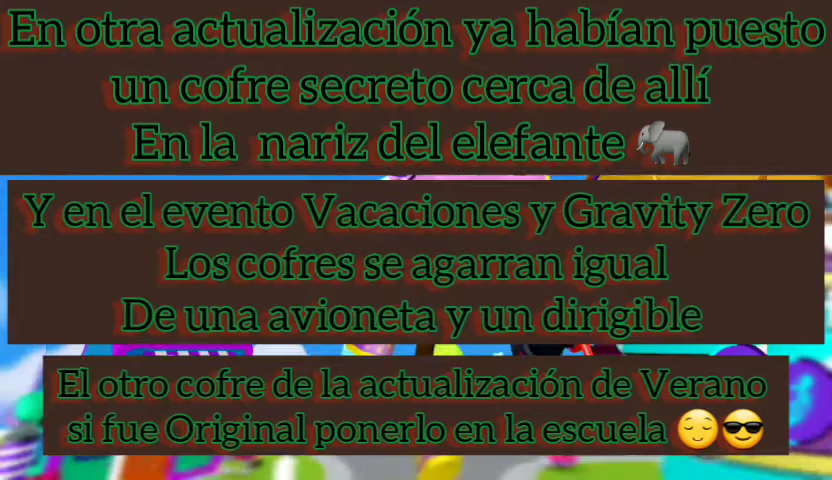 En otra actualización ya habían puesto
un cofre secreto cerca de allí
En la nariz del elefante 🐘
Y en el evento Vacaciones y Gravity Zero
Los cofres se agarran igual
De una avioneta y un dirigible
El otro cofre de la actualización de Verano
si fue Original ponerlo en la escuela 😌😎